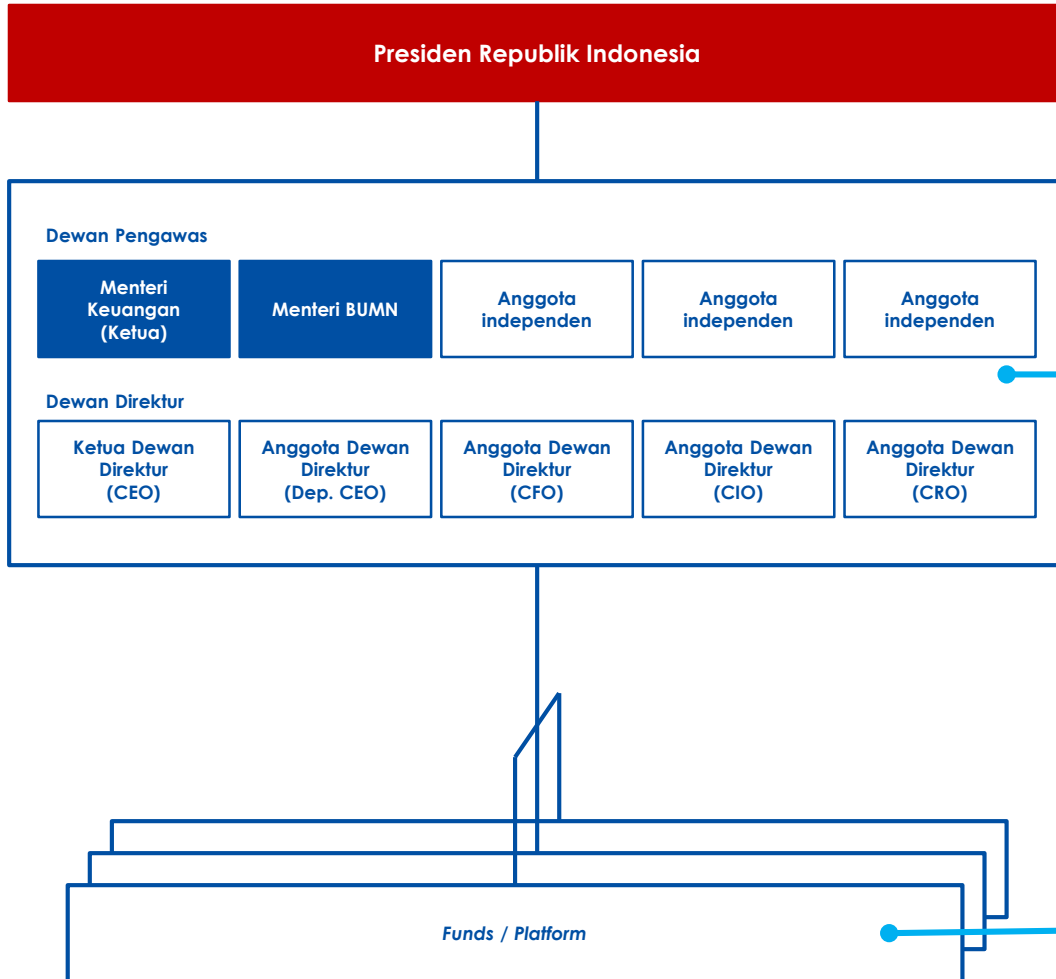 Presiden Republik Indonesia
Dewan Pengawas
Menteri
Keuangan
(Ketua)
Menteri BUMN
Anggota
independen
Anggota
independen
Anggota
independen
Dewan Direktur
Ketua Dewan
Direktur
(CEO)
Anggota Dewan
Direktur
(Dep. CEO)
Anggota Dewan
Direktur
(CFO)
Anggota Dewan
Direktur
(CIO)
Anggota Dewan
Direktur
(CRO)
Funds / Platform